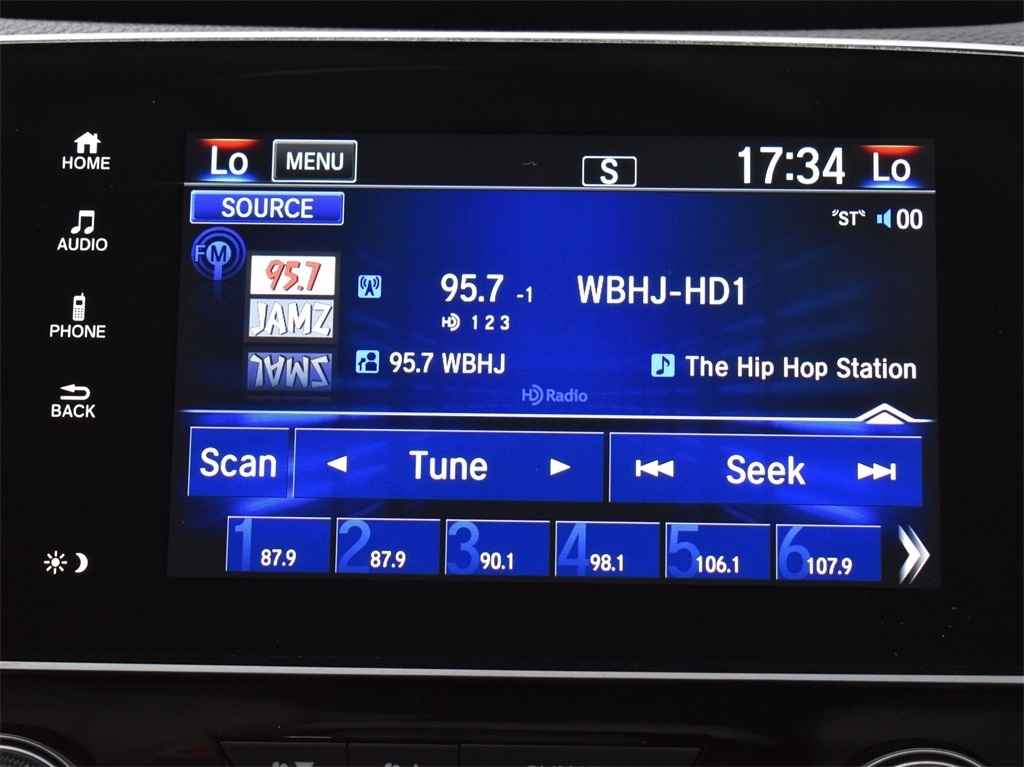 HOME
AUDIO
PHONE
BACK
Lo MENU S 17:34 Lo
SOURCE
"ST" 00
FM
95.7
JAMZ
95.7 -1 WBHJ-HD1
HD 1 2 3
95.7 WBHJ The Hip Hop Station
HD Radio
Scan Tune Seek
1 87.9 2 87.9 3 90.1 4 98.1 5 106.1 6 107.9